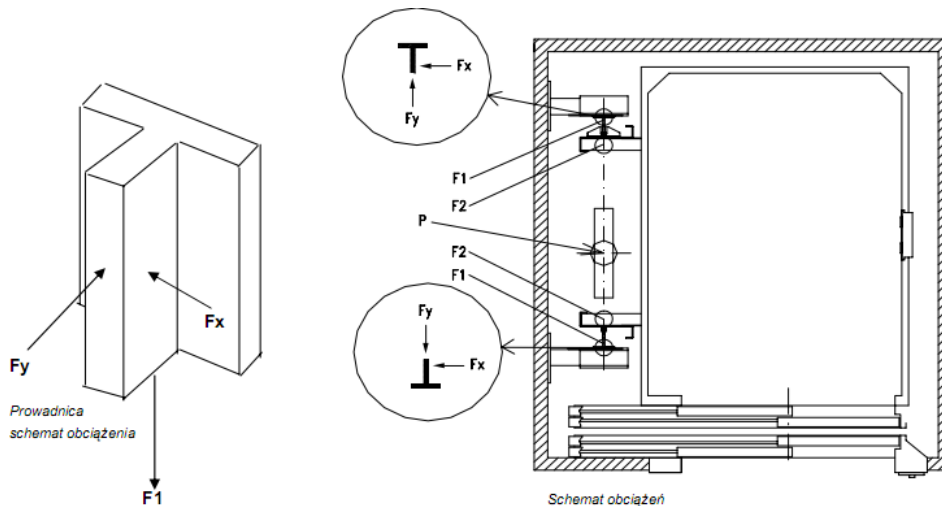 Fy
Fx
F1
Prowadnica
schemat obciążenia
Fx
Fy
F1
F2
P
F2
F1
Fy
Fx
Schemat obciążeń